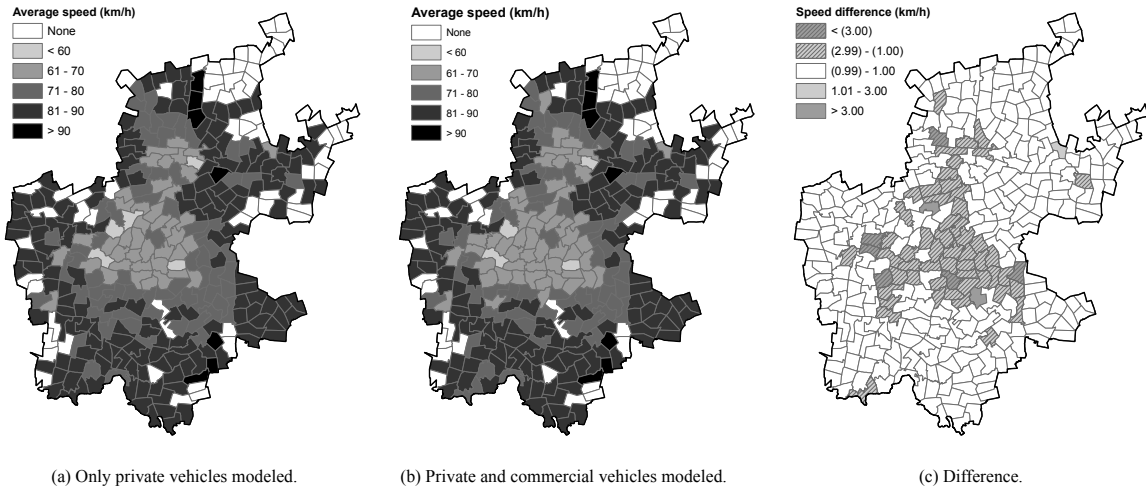 Average speed (km/h)
None
< 60
61 - 70
71 - 80
81 - 90
> 90
Average speed (km/h)
None
< 60
61 - 70
71 - 80
81 - 90
> 90
Speed difference (km/h)
< (3.00)
(2.99) - (1.00)
(0.99) - 1.00
1.01 - 3.00
> 3.00
(a) Only private vehicles modeled.
(b) Private and commercial vehicles modeled.
(c) Difference.